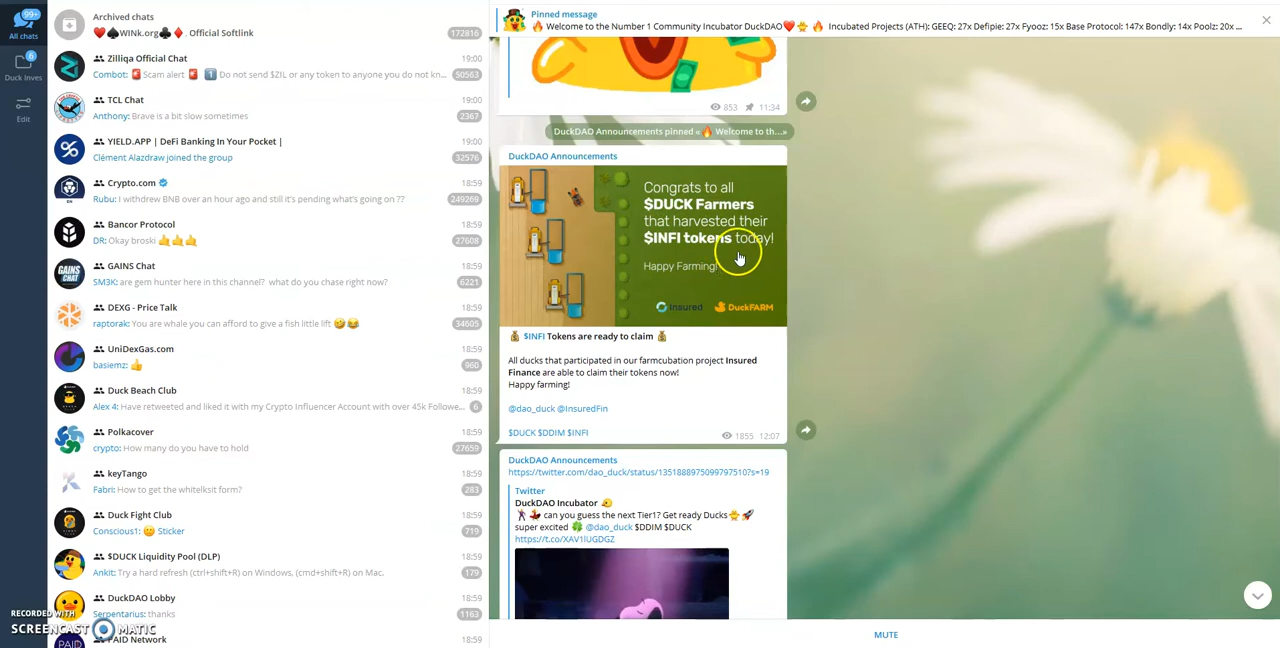 99+
All chats
6
Duck inves
Edit
Archived chats
❤️♠️WINk.org♣️♦️. Official Softlink
172816
Zilliqa Official Chat
19:00
Combot: 🚨 Scam alert 🚨 1️⃣ Do not send $ZIL or any token to anyone you do not kn...
50563
TCL Chat
19:00
Anthony: Brave is a bit slow sometimes
2367
YIELD.APP | DeFi Banking In Your Pocket |
19:00
Clément Alazdraw joined the group
32576
Crypto.com
18:59
Rubu: I withdrew BNB over an hour ago and still it's pending what's going on ??
249269
Bancor Protocol
18:59
DR: Okay broski 👍👍👍
27608
GAINS CHAT
GAINS Chat
18:59
SM3K: are gem hunter here in this channel? what do you chase right now?
6221
DEXG - Price Talk
18:59
raptorak: You are whale you can afford to give a fish little lift 🤣😂
34605
UniDexGas.com
18:59
basiemz: 👍
960
Duck Beach Club
18:59
Alex 4: Have retweeted and liked it with my Crypto Influencer Account with over 45k Followe...
6
Polkacover
18:59
crypto: How many do you have to hold
27659
keyTango
18:59
Fabri: How to get the whitelksit form?
283
Duck Fight Club
18:59
Conscious1: 🙂 Sticker
719
$DUCK Liquidity Pool (DLP)
18:59
Ankit: Try a hard refresh (ctrl+shift+R) on Windows, (cmd+shift+R) on Mac.
179
DuckDAO Lobby
18:59
Serpentarius: thanks
1163
PAID
PAID Network
18:59
RECORDED WITH
SCREENCAST MATIC
Pinned message
🔥 Welcome to the Number 1 Community Incubator DuckDAO❤️🐥 🔥 Incubated Projects (ATH): GEEQ: 27x Defipie: 27x Fyooz: 15x Base Protocol: 147x Bondly: 14x Poolz: 20x ...
853 11:34
DuckDAO Announcements pinned «🔥 Welcome to th...»
DuckDAO Announcements
Congrats to all
$DUCK Farmers
that harvested their
$INFI tokens today!
Happy Farming!
Insured DuckFARM
💰 $INFI Tokens are ready to claim 💰
All ducks that participated in our farmcubation project Insured
Finance are able to claim their tokens now!
Happy farming!
@dao_duck @InsuredFin
$DUCK $DDIM $INFI
1855 12:07
DuckDAO Announcements
https://twitter.com/dao_duck/status/1351888975099797510?s=19
Twitter
DuckDAO Incubator 🐤
🕺💃 can you guess the next Tier1? Get ready Ducks🐥🚀
super excited 🍀 @dao_duck $DDIM $DUCK
https://t.co/XAV1lUGDGZ
MUTE